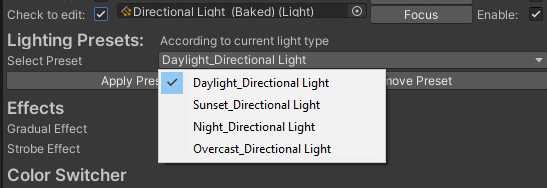 Check to edit: Directional Light (Baked) (Light) Focus Enable:
Lighting Presets: According to current light type
Select Preset Daylight_Directional Light
Apply Pres move Preset
Daylight_Directional Light
Sunset_Directional Light
Night_Directional Light
Overcast_Directional Light
Effects
Gradual Effect
Strobe Effect
Color Switcher